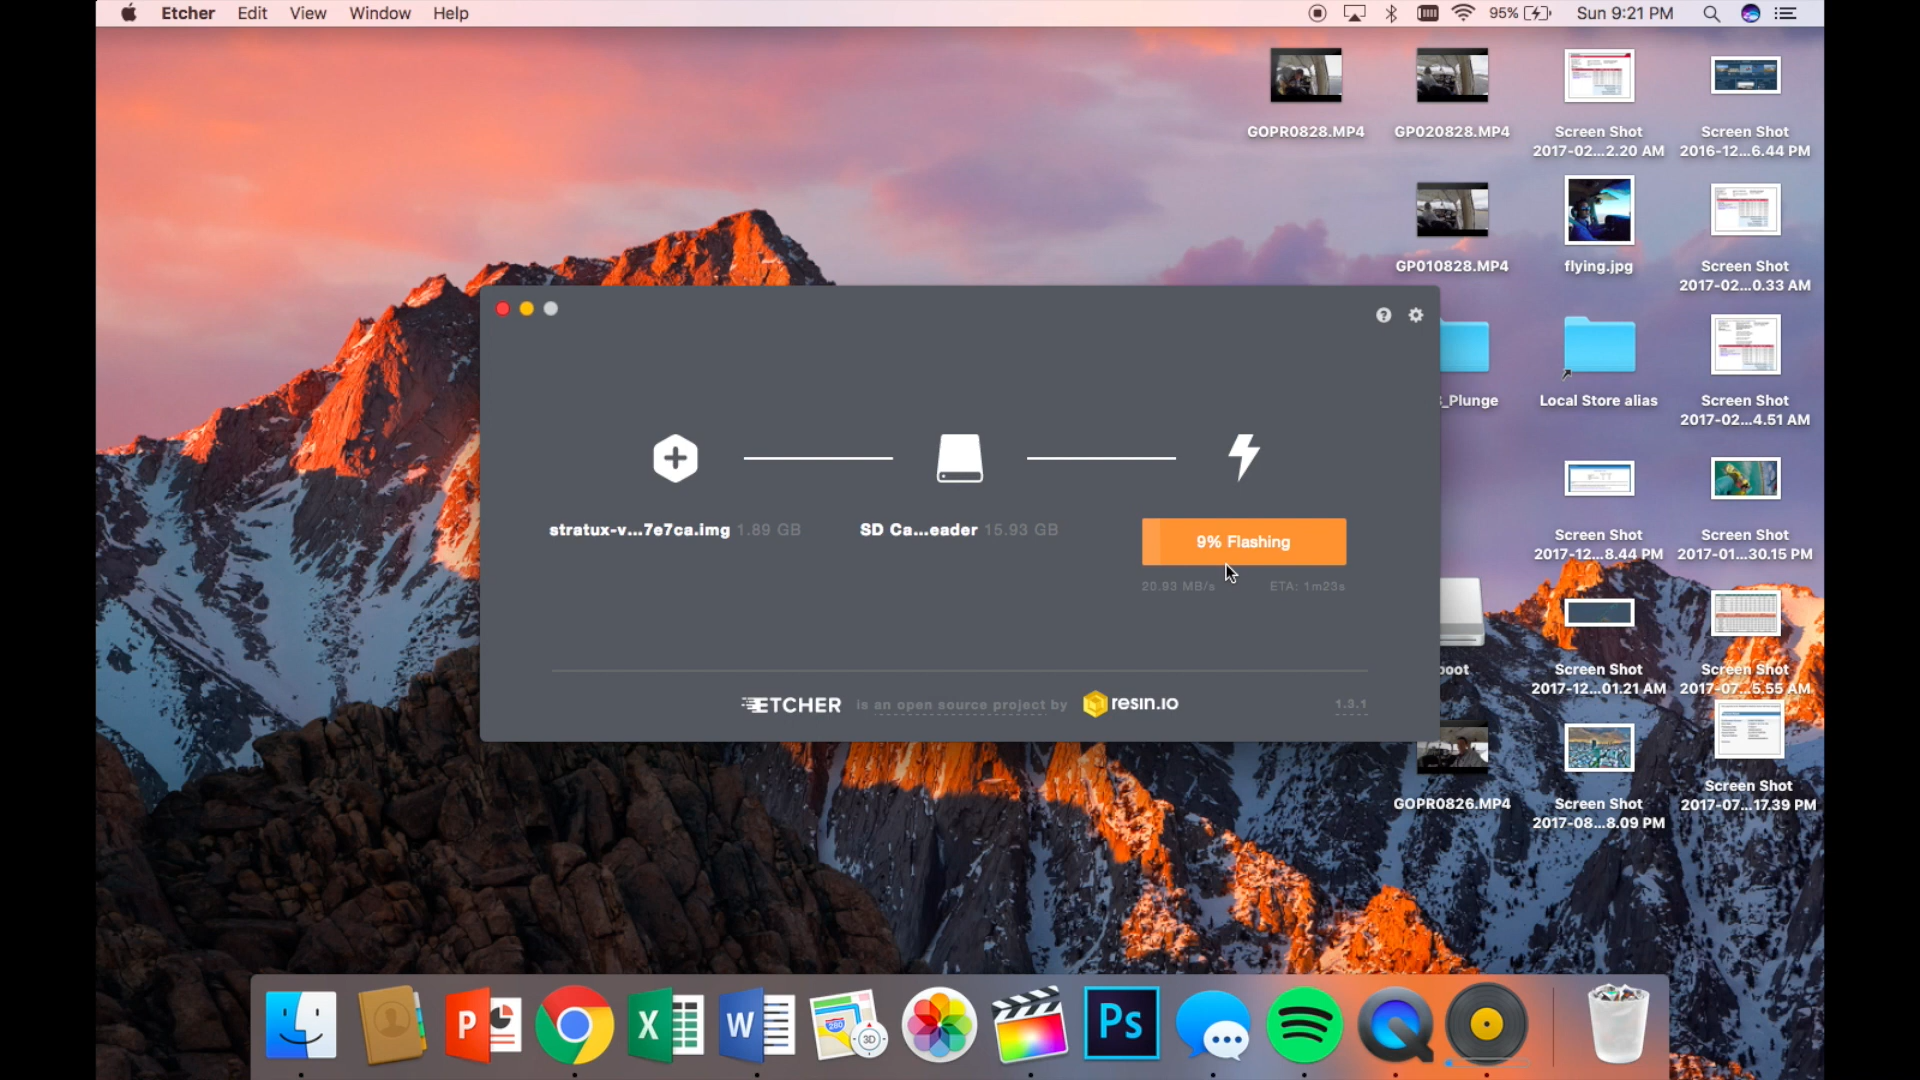 Etcher Edit View Window Help 95% Sun 9:21 PM
GOPR0828.MP4 GP020828.MP4 Screen Shot Screen Shot
2017-02...2.20 AM 2016-12...6.44 PM
GP010828.MP4 flying.jpg Screen Shot
2017-02...0.33 AM
_Plunge Local Store alias Screen Shot
2017-02...4.51 AM
stratux-v...7e7ca.img 1.89 GB SD Ca...eader 15.93 GB 9% Flashing
20.93 MB/s ETA: 1m23s
Screen Shot Screen Shot
2017-12...8.44 PM 2017-01...30.15 PM
boot Screen Shot Screen Shot
2017-12...01.21 AM 2017-07...5.55 AM
ETCHER is an open source project by resin.io 1.3.1
GOPR0826.MP4 Screen Shot Screen Shot
2017-08...8.09 PM 2017-07...17.39 PM
P X W 280 3D Ps